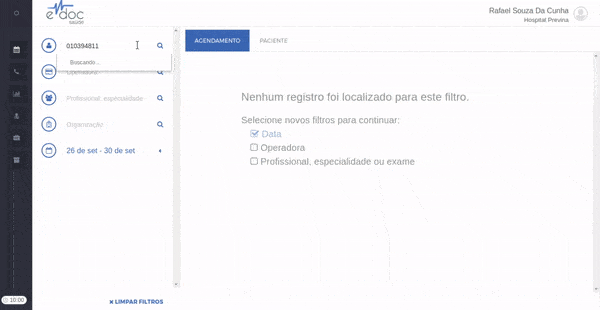 e doc
saúde
Rafael Souza Da Cunha
Hospital Previna
010394811
Buscando...
Operadora
Profissional, especialidade
Organização
26 de set - 30 de set
LIMPAR FILTROS
10:00
AGENDAMENTO
PACIENTE
Nenhum registro foi localizado para este filtro.
Selecione novos filtros para continuar:
Data
Operadora
Profissional, especialidade ou exame